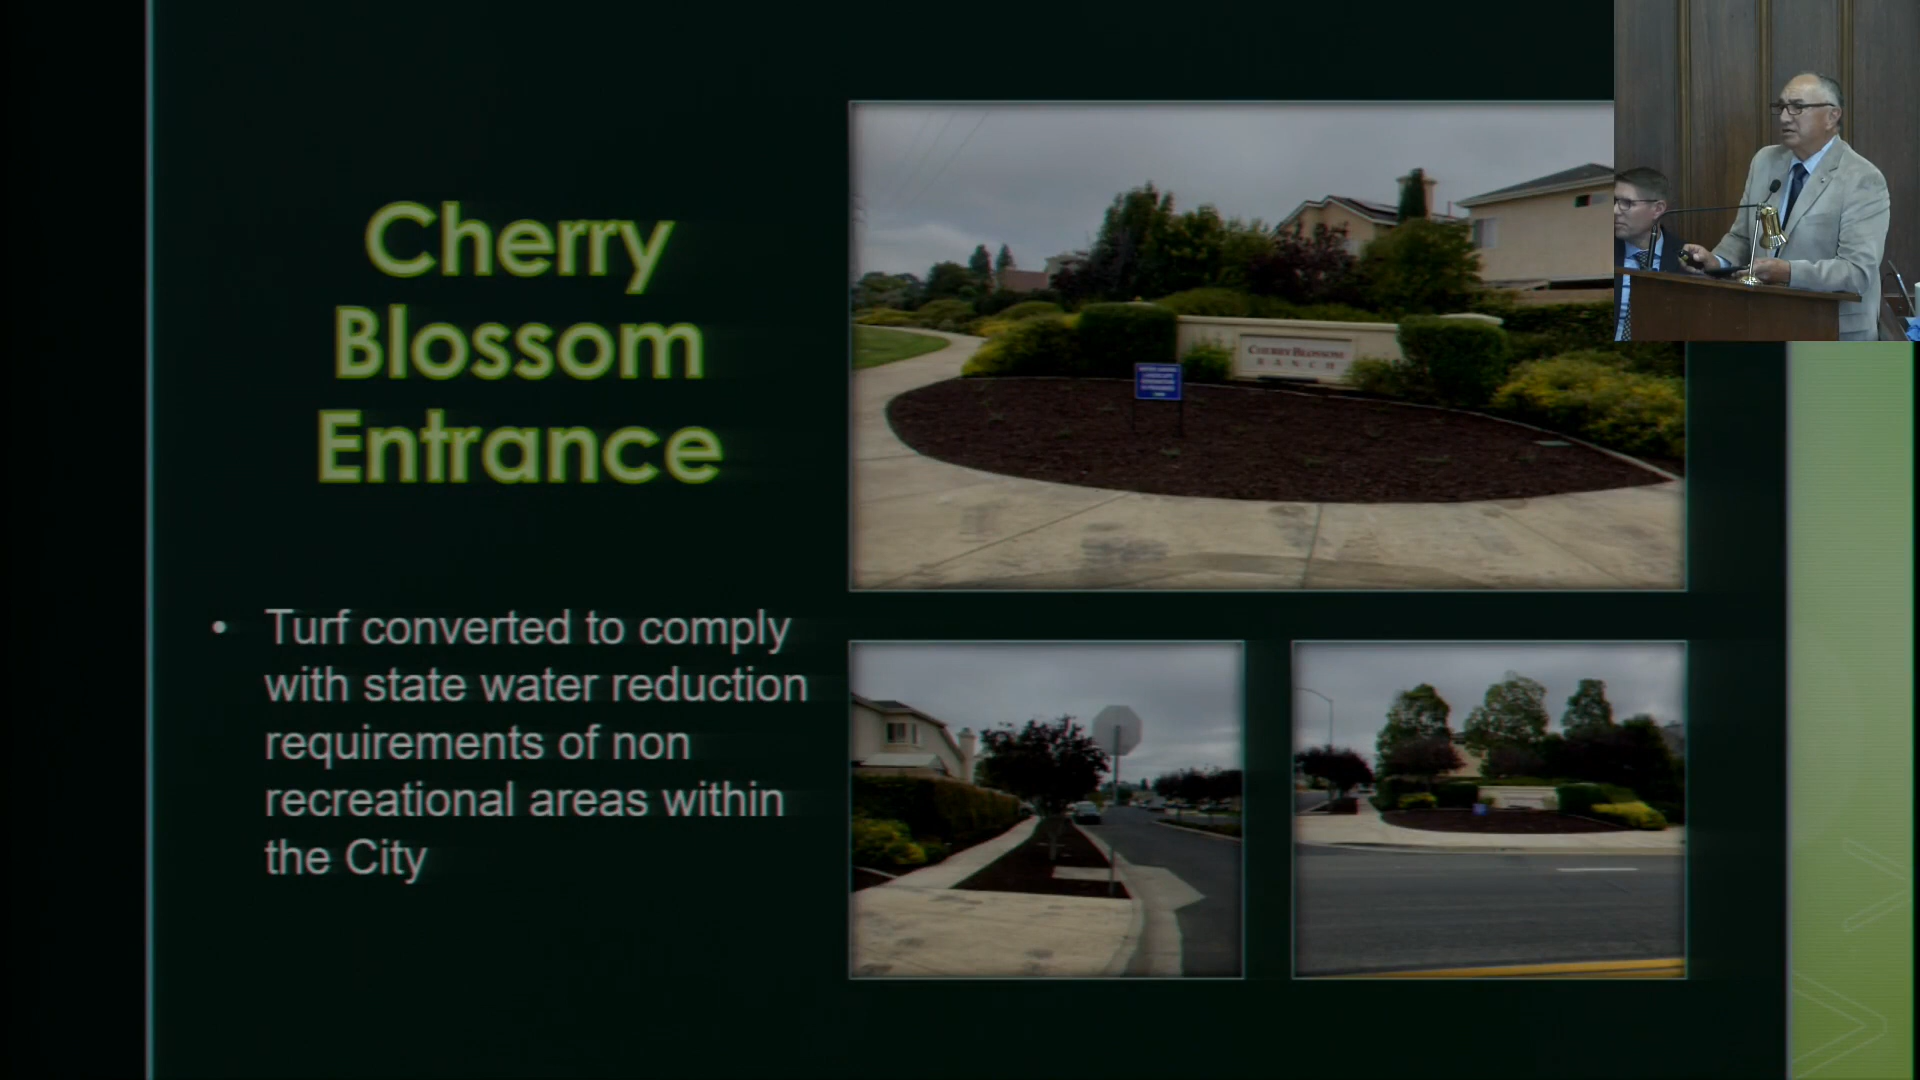 Cherry
Blossom
Entrance
• Turf converted to comply
with state water reduction
requirements of non
recreational areas within
the City
CHERRY BLOSSOM
RANCH